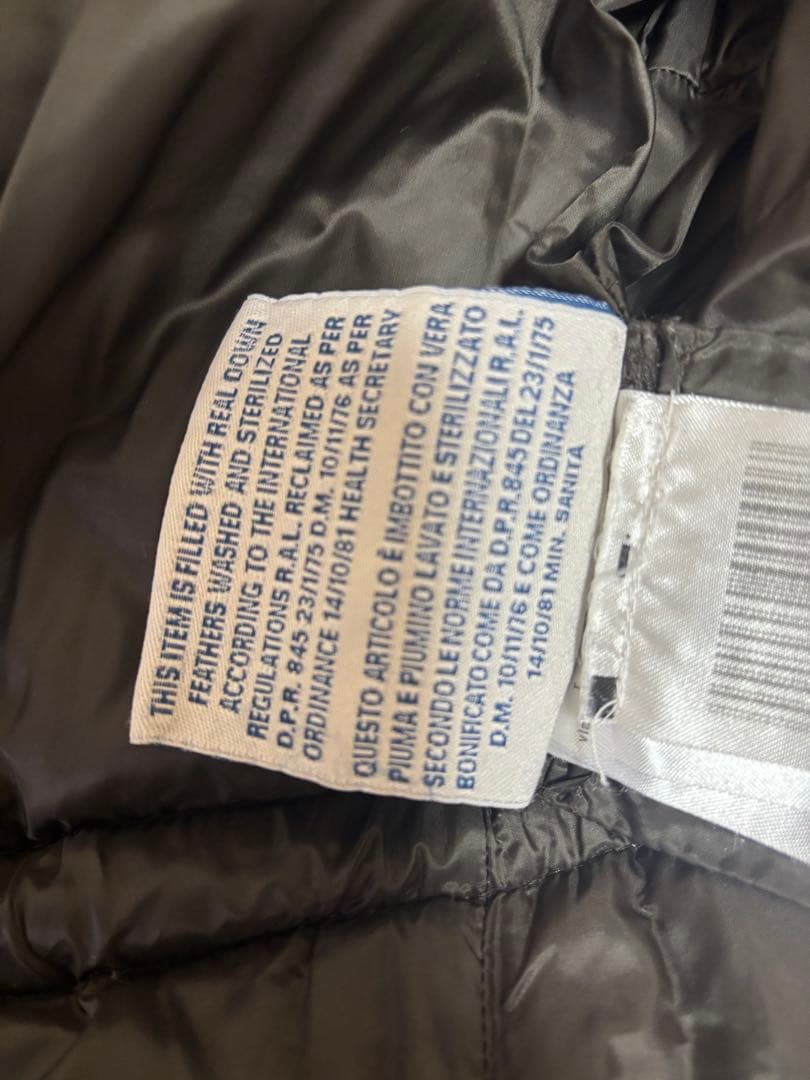 THIS ITEM IS FILLED WITH REAL DOWN
FEATHERS WASHED AND STERILIZED
ACCORDING TO THE INTERNATIONAL
REGULATIONS R.A.L. RECLAIMED AS PER
D.P.R. 845 23/1/75 D.M. 10/11/76 AS PER
ORDINANCE 14/10/81 HEALTH SECRETARY
QUESTO ARTICOLO È IMBOTTITO CON VERA
PIUMA E PIUMINO LAVATO E STERILIZZATO
SECONDO LE NORME INTERNAZIONALI R.A.L.
BONIFICATO COME DA D.P.R. 845 DEL 23/1/75
D.M. 10/11/76 E COME ORDINANZA
14/10/81 MIN. SANITA